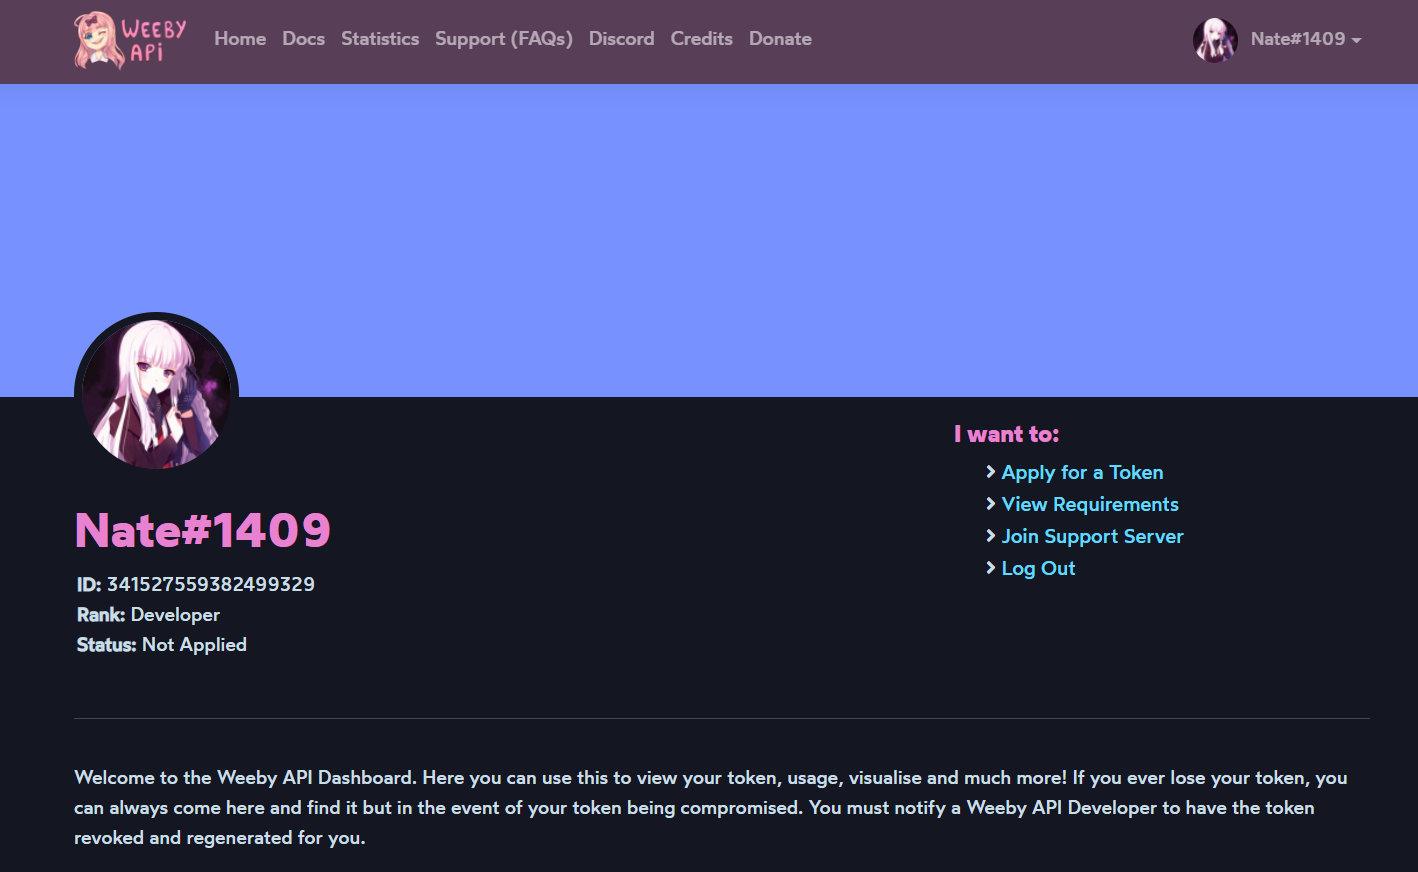 WEEBY
API
Home Docs Statistics Support (FAQs) Discord Credits Donate
Nate#1409
I want to:
Apply for a Token
View Requirements
Join Support Server
Log Out
Nate#1409
ID: 341527559382499329
Rank: Developer
Status: Not Applied
Welcome to the Weeby API Dashboard. Here you can use this to view your token, usage, visualise and much more! If you ever lose your token, you
can always come here and find it but in the event of your token being compromised. You must notify a Weeby API Developer to have the token
revoked and regenerated for you.